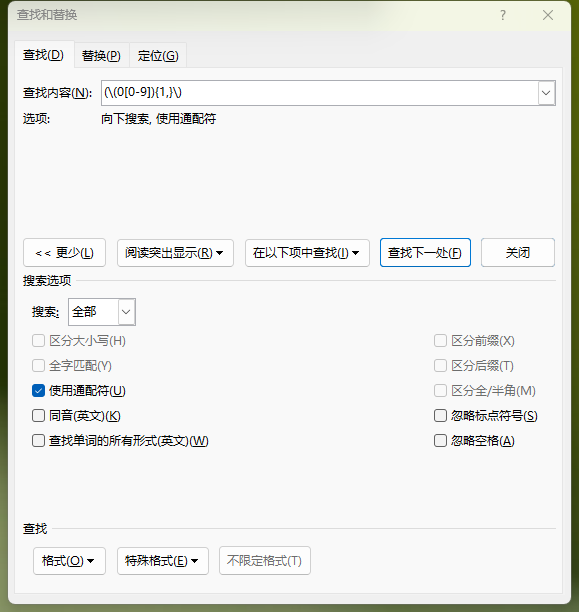 查找和替换
查找(D) 替换(P) 定位(G)
查找内容(N): (\(0[0-9]){1,}\)
选项: 向下搜索, 使用通配符
<< 更少(L) 阅读突出显示(R) 在以下项中查找(I) 查找下一处(F) 关闭
搜索选项
搜索: 全部
区分大小写(H) 区分前缀(X)
全字匹配(Y) 区分后缀(T)
使用通配符(U) 区分全/半角(M)
同音(英文)(K) 忽略标点符号(S)
查找单词的所有形式(英文)(W) 忽略空格(A)
查找
格式(O) 特殊格式(E) 不限定格式(T)